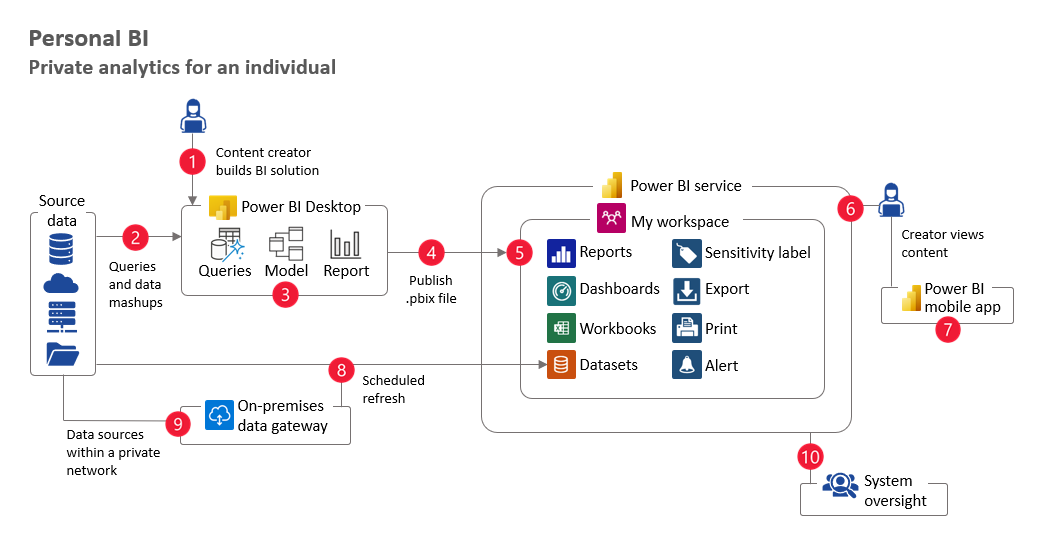 Personal BI
Private analytics for an individual
1
Content creator
builds BI solution
Source
data
2
Queries
and data
mashups
Power BI Desktop
Queries
Model
Report
3
4
Publish
.pbix file
Power BI service
My workspace
5
Reports
Dashboards
Workbooks
Datasets
Sensitivity label
Export
Print
Alert
6
Creator views
content
Power BI
mobile app
7
8
Scheduled
refresh
9
On-premises
data gateway
Data sources
within a private
network
10
System
oversight